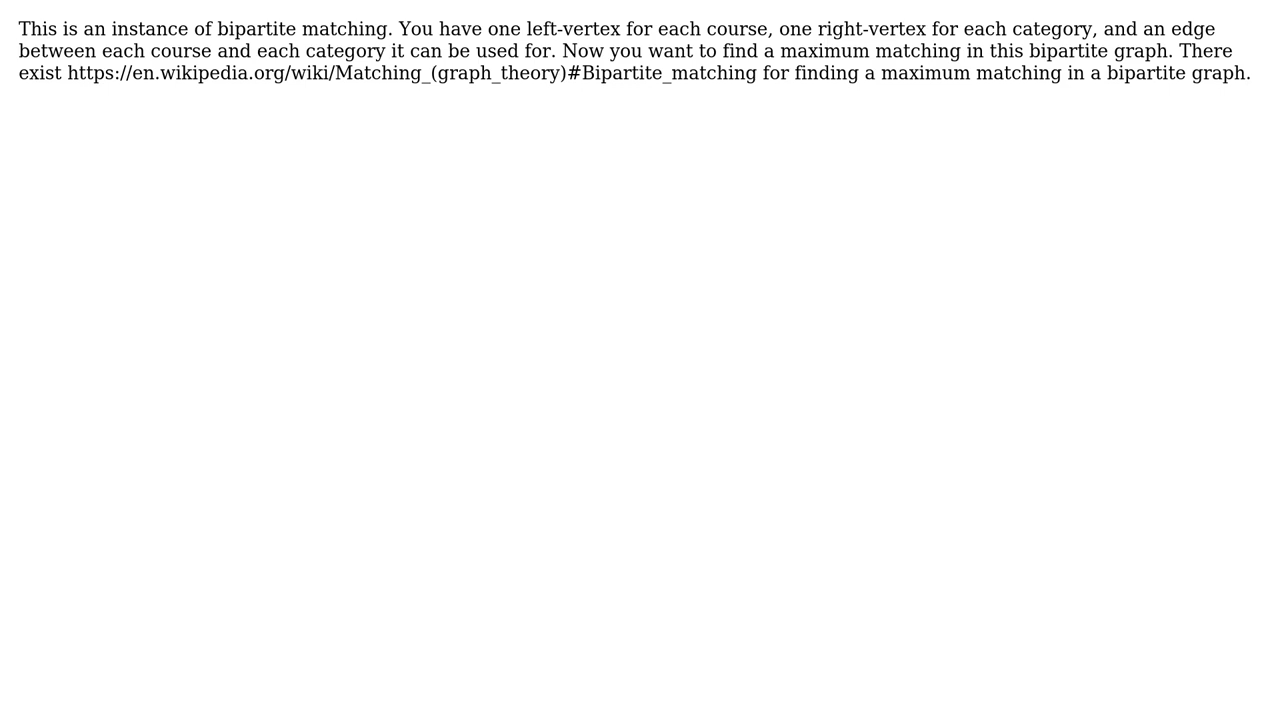 This is an instance of bipartite matching. You have one left-vertex for each course, one right-vertex for each category, and an edge
between each course and each category it can be used for. Now you want to find a maximum matching in this bipartite graph. There
exist https://en.wikipedia.org/wiki/Matching_(graph_theory)#Bipartite_matching for finding a maximum matching in a bipartite graph.